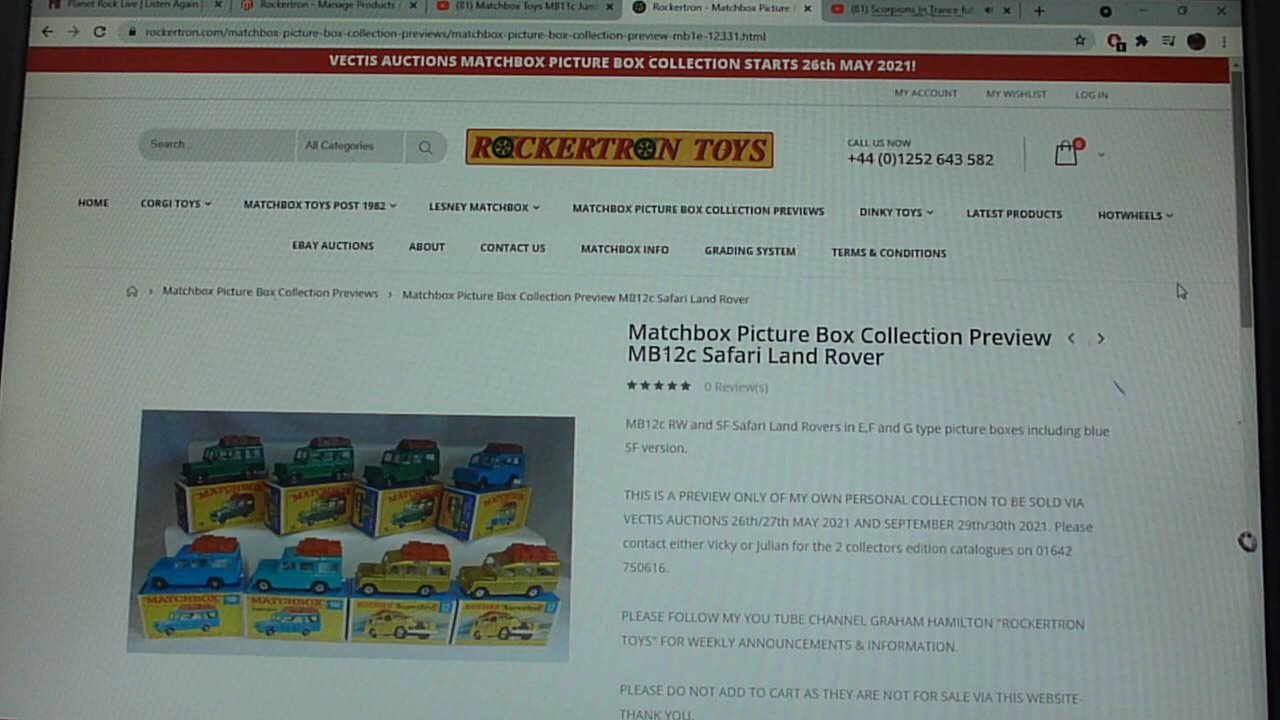 Planet Rock Live | Listen Again
Rockertron - Manage Products /
(81) Matchbox Toys MB11c Jum
Rockertron - Matchbox Picture
(81) Scorpions In Trance full
rockertron.com/matchbox-picture-box-collection-previews/matchbox-picture-box-collection-preview-mb1e-12331.html
VECTIS AUCTIONS MATCHBOX PICTURE BOX COLLECTION STARTS 26th MAY 2021!
MY ACCOUNT MY WISHLIST LOG IN
Search... All Categories
ROCKERTRON TOYS
CALL US NOW
+44 (0)1252 643 582
0
HOME CORGI TOYS MATCHBOX TOYS POST 1982 LESNEY MATCHBOX MATCHBOX PICTURE BOX COLLECTION PREVIEWS DINKY TOYS LATEST PRODUCTS HOTWHEELS
EBAY AUCTIONS ABOUT CONTACT US MATCHBOX INFO GRADING SYSTEM TERMS & CONDITIONS
> Matchbox Picture Box Collection Previews > Matchbox Picture Box Collection Preview MB12c Safari Land Rover
Matchbox Picture Box Collection Preview
MB12c Safari Land Rover
0 Review(s)
MB12c RW and SF Safari Land Rovers in E,F and G type picture boxes including blue
SF version.
THIS IS A PREVIEW ONLY OF MY OWN PERSONAL COLLECTION TO BE SOLD VIA
VECTIS AUCTIONS 26th/27th MAY 2021 AND SEPTEMBER 29th/30th 2021. Please
contact either Vicky or Julian for the 2 collectors edition catalogues on 01642
750616.
PLEASE FOLLOW MY YOU TUBE CHANNEL GRAHAM HAMILTON "ROCKERTRON
TOYS" FOR WEEKLY ANNOUNCEMENTS & INFORMATION.
PLEASE DO NOT ADD TO CART AS THEY ARE NOT FOR SALE VIA THIS WEBSITE-
THANK YOU.
MATCHBOX MATCHBOX MATCHBOX MATCHBOX
MATCHBOX MATCHBOX Superfast Superfast